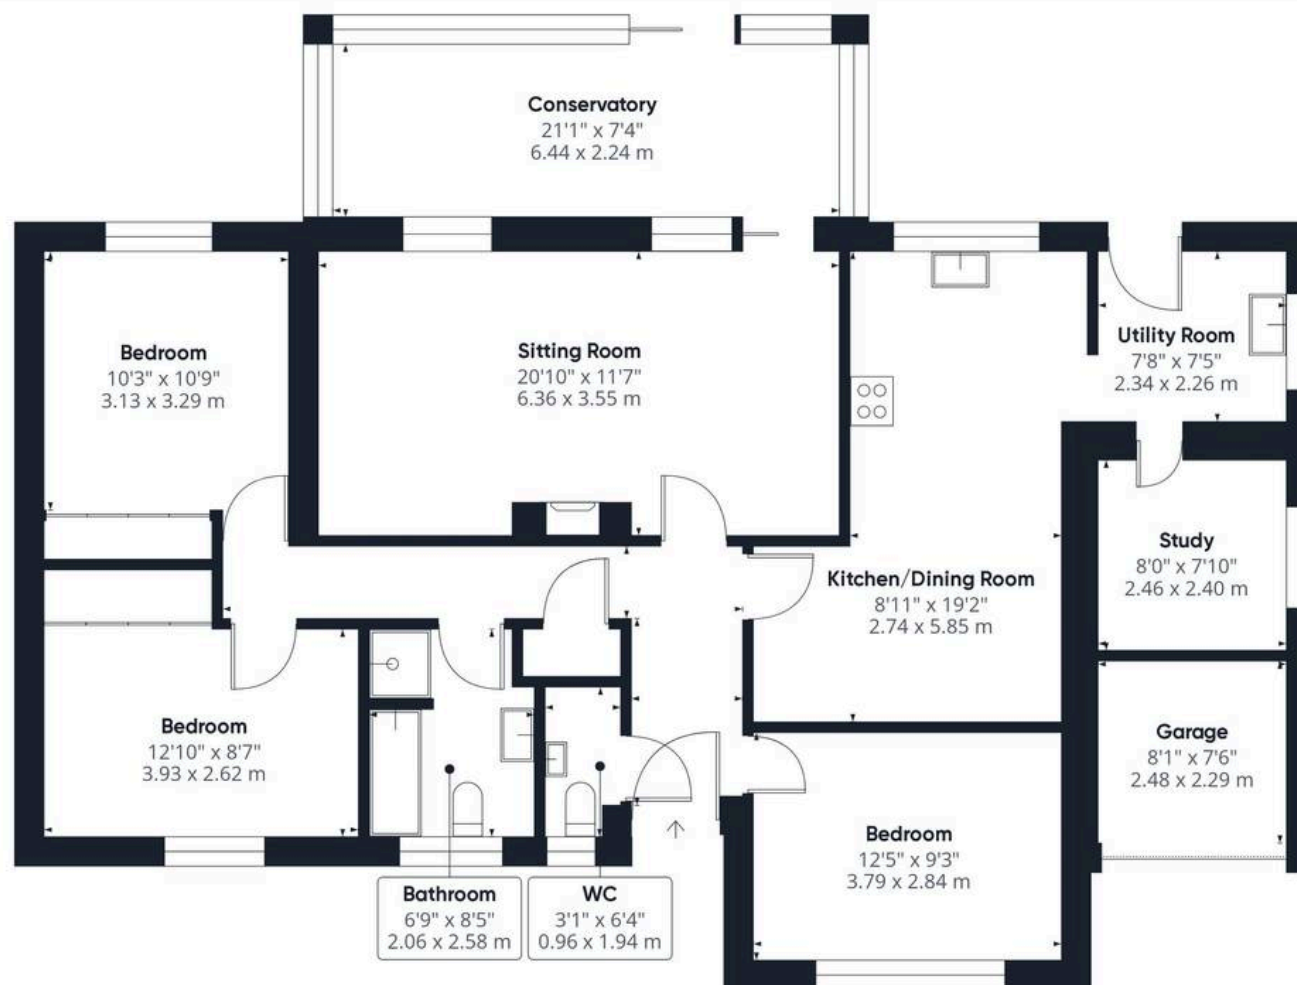 Conservatory
21'1" x 7'4"
6.44 x 2.24 m
Bedroom
10'3" x 10'9"
3.13 x 3.29 m
Sitting Room
20'10" x 11'7"
6.36 x 3.55 m
Utility Room
7'8" x 7'5"
2.34 x 2.26 m
Study
8'0" x 7'10"
2.46 x 2.40 m
Kitchen/Dining Room
8'11" x 19'2"
2.74 x 5.85 m
Bedroom
12'10" x 8'7"
3.93 x 2.62 m
Garage
8'1" x 7'6"
2.48 x 2.29 m
Bedroom
12'5" x 9'3"
3.79 x 2.84 m
Bathroom
6'9" x 8'5"
2.06 x 2.58 m
WC
3'1" x 6'4"
0.96 x 1.94 m